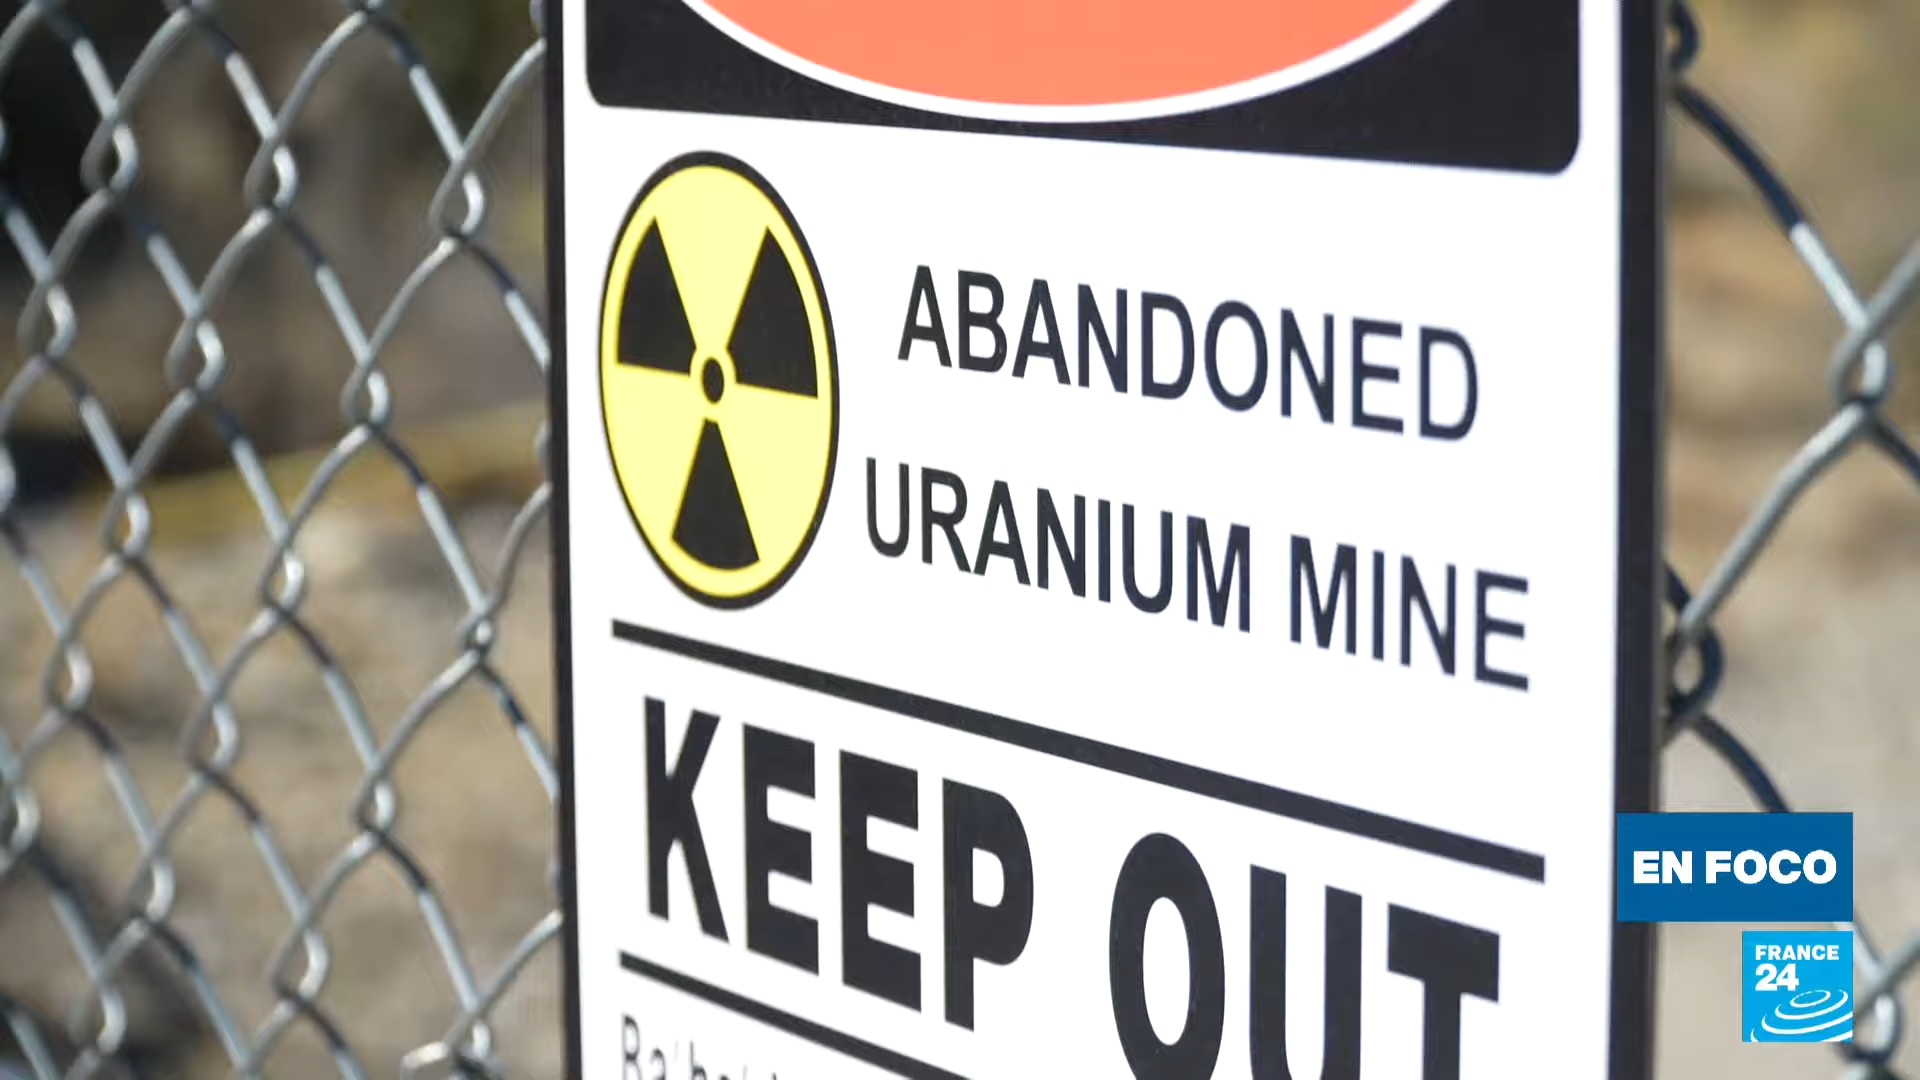 ABANDONED
URANIUM MINE
KEEP OUT
EN FOCO
FRANCE
24